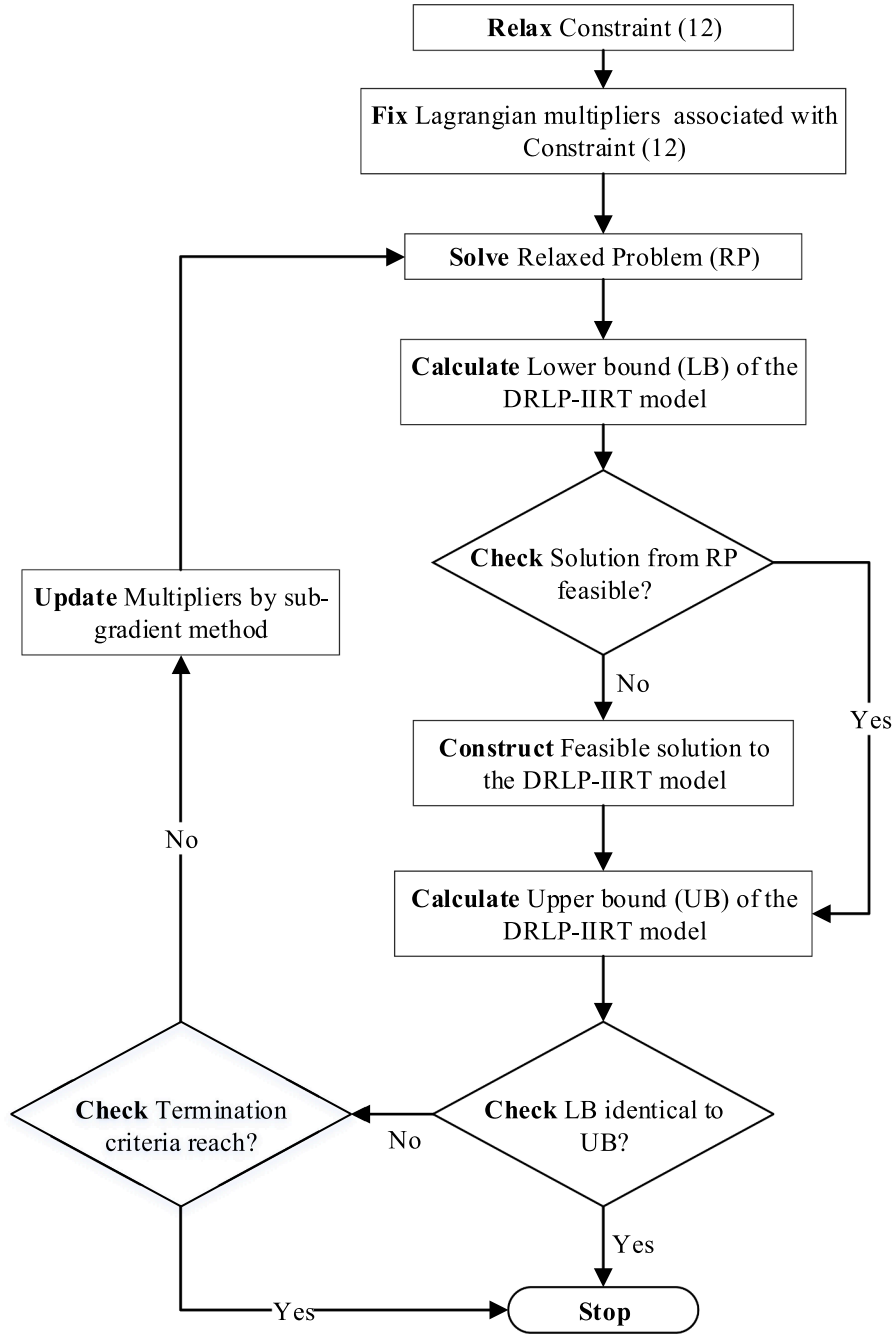 Relax Constraint (12)
Fix Lagrangian multipliers associated with
Constraint (12)
Solve Relaxed Problem (RP)
Calculate Lower bound (LB) of the
DRLP-IIRT model
Check Solution from RP
feasible?
Update Multipliers by sub-
gradient method
No
Yes
Construct Feasible solution to
the DRLP-IIRT model
No
Calculate Upper bound (UB) of the
DRLP-IIRT model
Check Termination
criteria reach?
No
Check LB identical to
UB?
Yes
Yes
Stop